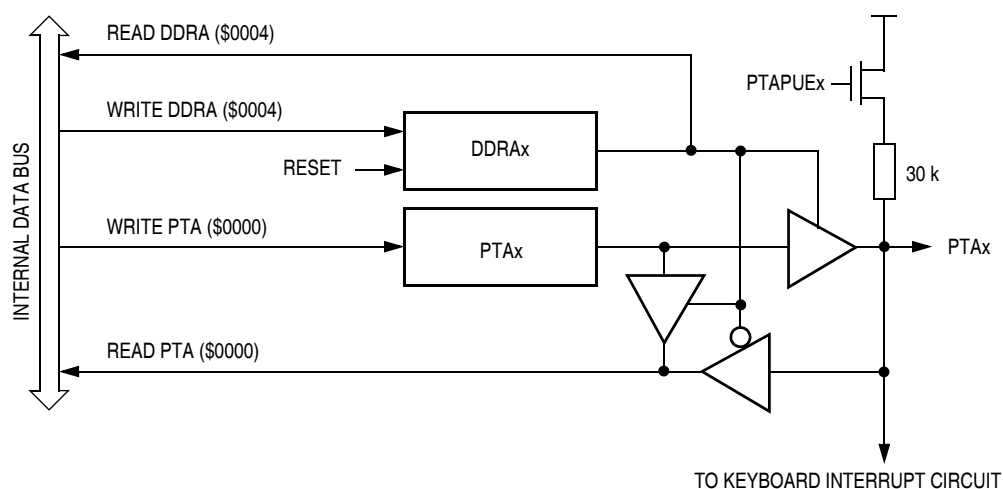 READ DDRA ($0004)
PTAPUEx
WRITE DDRA ($0004)
DDRAx
RESET
30 k
INTERNAL DATA BUS
WRITE PTA ($0000)
PTAx
PTAx
READ PTA ($0000)
TO KEYBOARD INTERRUPT CIRCUIT